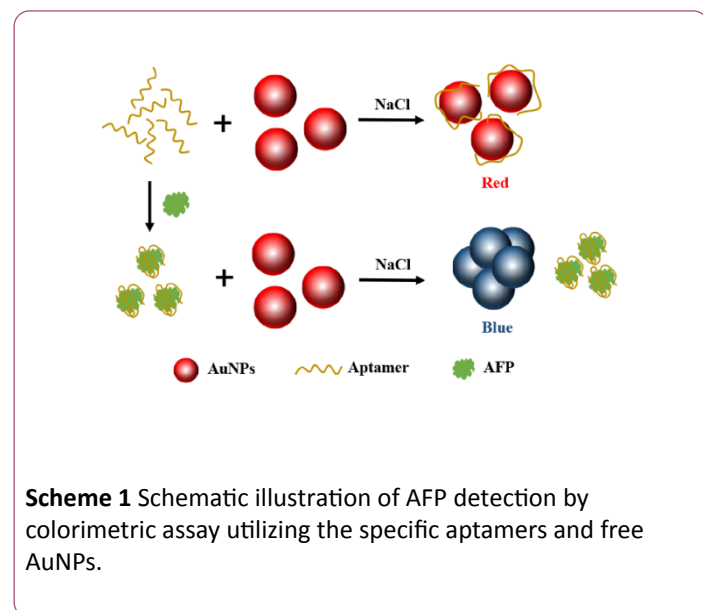 NaCl
Red
NaCl
Blue
AuNPs Aptamer AFP
Scheme 1 Schematic illustration of AFP detection by
colorimetric assay utilizing the specific aptamers and free
AuNPs.